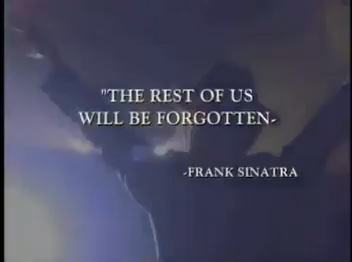 "THE REST OF US
WILL BE FORGOTTEN-
-FRANK SINATRA